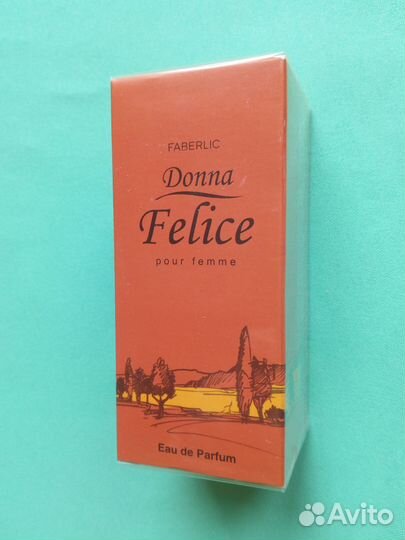 FABERLIC
Donna
Felice
pour femme
Eau de Parfum
Avito